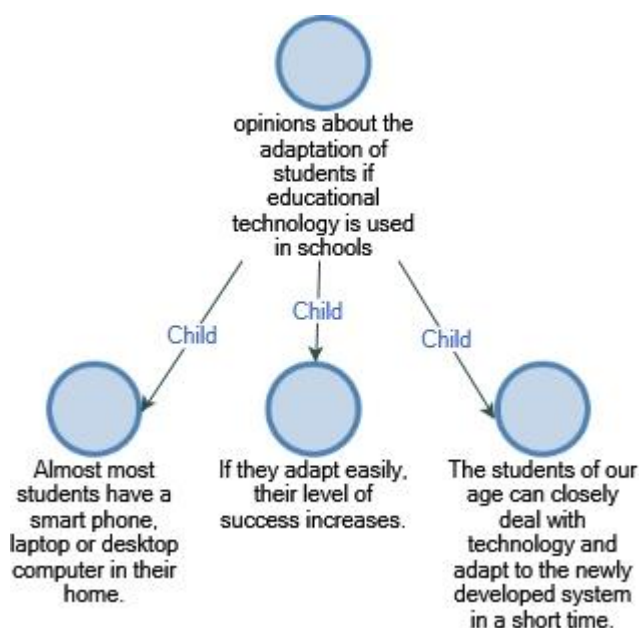 opinions about the
adaptation of
students if
educational
technology is used
in schools
Child
Child
Child
Almost most
students have a
smart phone,
laptop or desktop
computer in their
home.
If they adapt easily,
their level of
success increases.
The students of our
age can closely
deal with
technology and
adapt to the newly
developed system
in a short time.